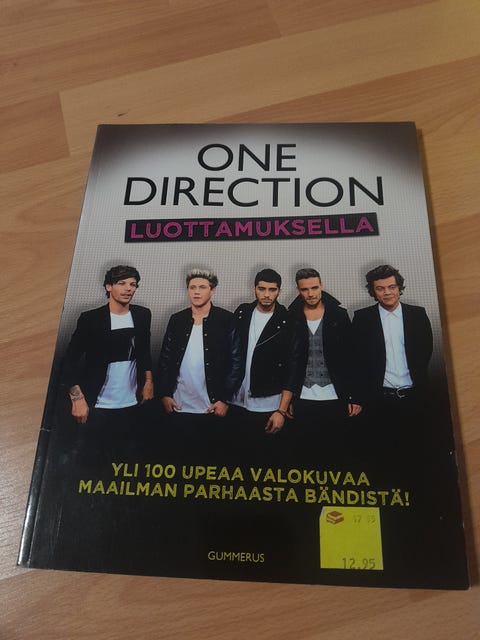 ONE
DIRECTION
LUOTTAMUKSELLA
YLI 100 UPEAA VALOKUVAA
MAAILMAN PARHAASTA BÄNDISTÄ!
GUMMERUS
12.95